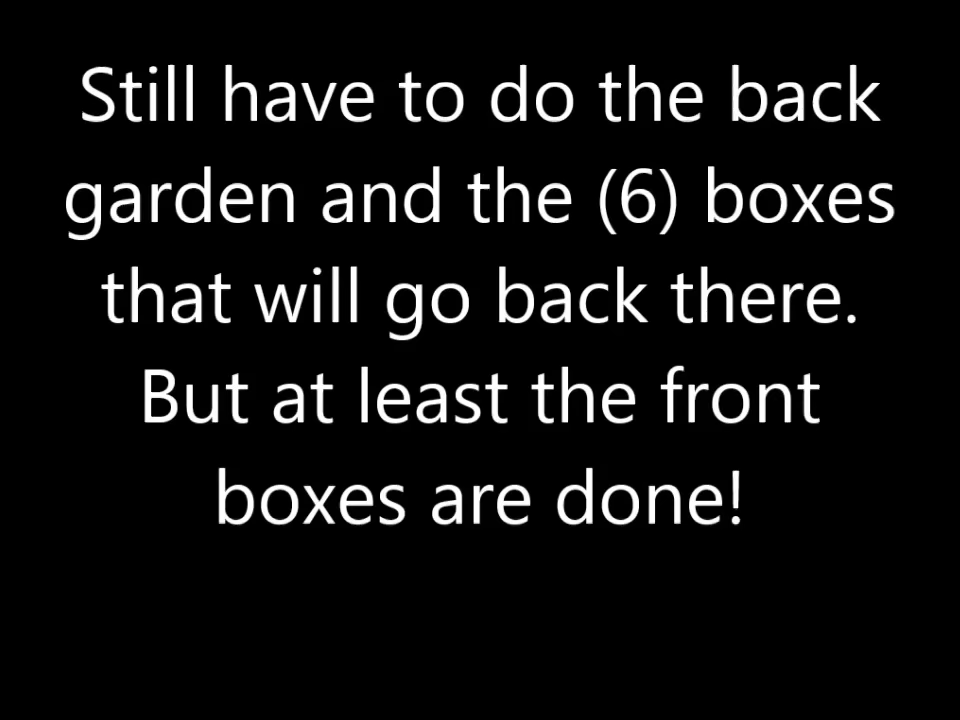 Still have to do the back
garden and the (6) boxes
that will go back there.
But at least the front
boxes are done!